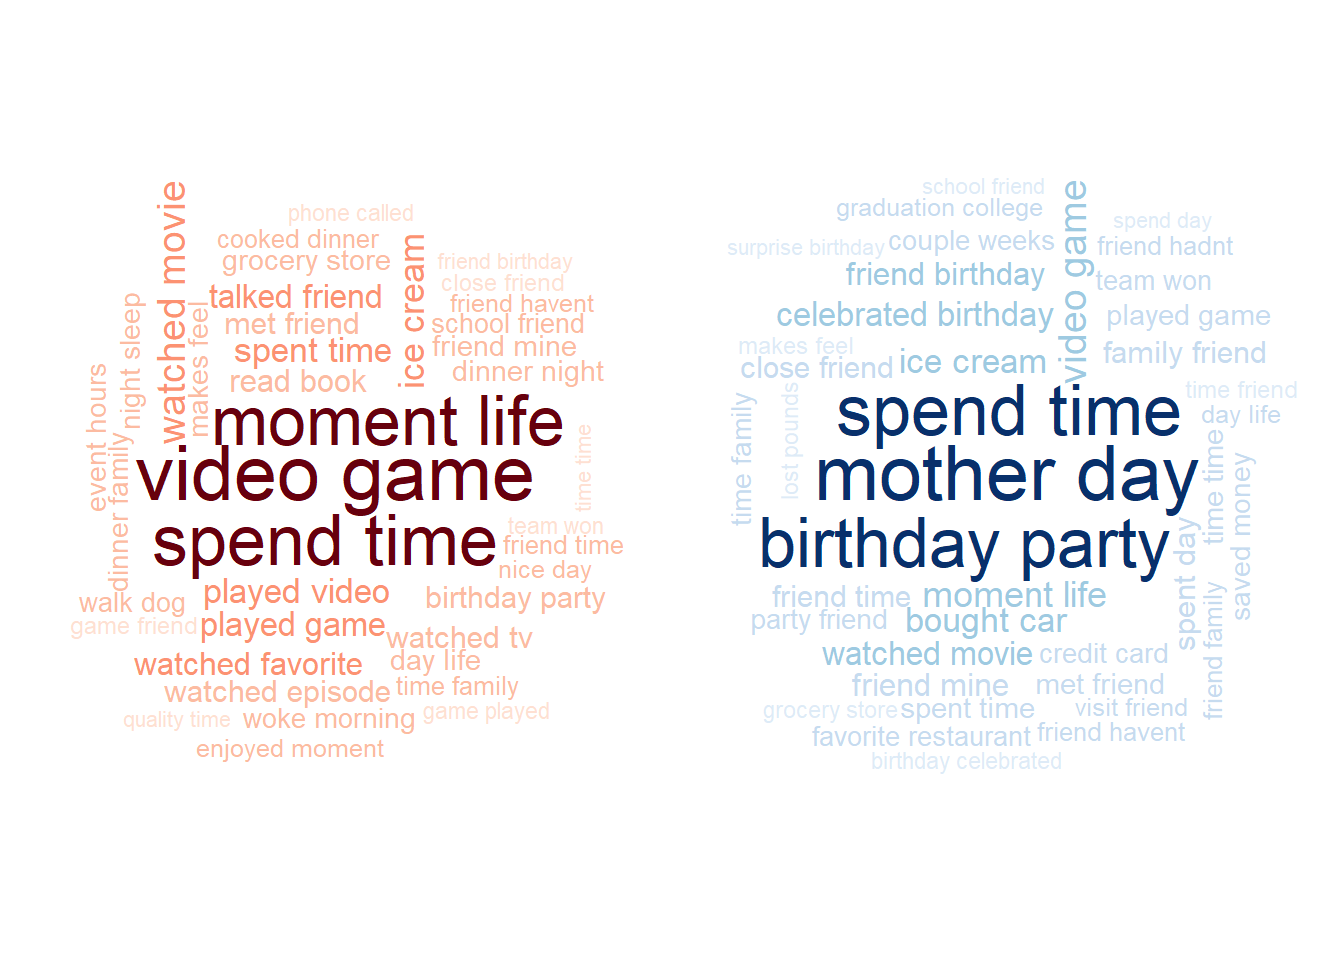 watched movie
phone called
cooked dinner
grocery store
ice cream
friend birthday
close friend
talked friend
friend havent
night sleep
makes feel
met friend
school friend
spent time
friend mine
event hours
read book
dinner night
moment life
video game
time time
dinner family
spend time
team won
friend time
nice day
walk dog
played video
birthday party
game friend
played game
watched tv
watched favorite
day life
watched episode
time family
quality time
woke morning
game played
enjoyed moment
school friend
graduation college
video game
spend day
surprise birthday
couple weeks
friend hadnt
friend birthday
team won
celebrated birthday
played game
makes feel
close friend
ice cream
family friend
time family
lost pounds
spend time
time friend
day life
mother day
time time
saved money
birthday party
spent day
friend time
moment life
party friend
bought car
friend family
watched movie
credit card
friend mine
met friend
grocery store
spent time
visit friend
favorite restaurant
friend havent
birthday celebrated